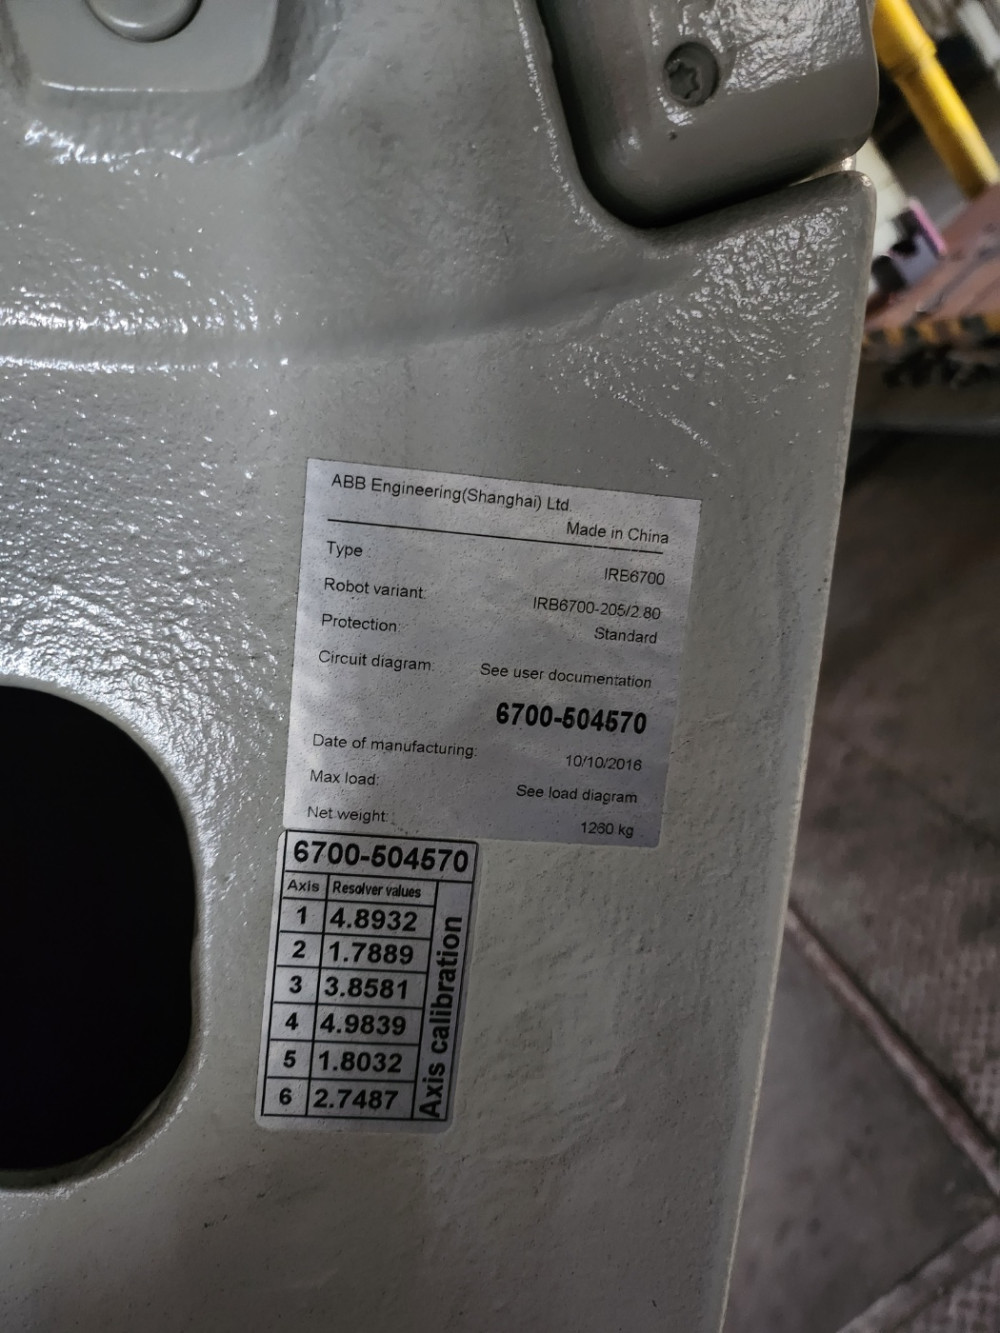 ABB Engineering(Shanghai) Ltd.
Made in China
Type : IRB6700
Robot variant: IRB6700-205/2.80
Protection: Standard
Circuit diagram: See user documentation
6700-504570
Date of manufacturing: 10/10/2016
Max load: See load diagram
Net weight: 1260 kg
6700-504570
Axis Resolver values
1 4.8932
2 1.7889
3 3.8581
4 4.9839
5 1.8032
6 2.7487
Axis calibration